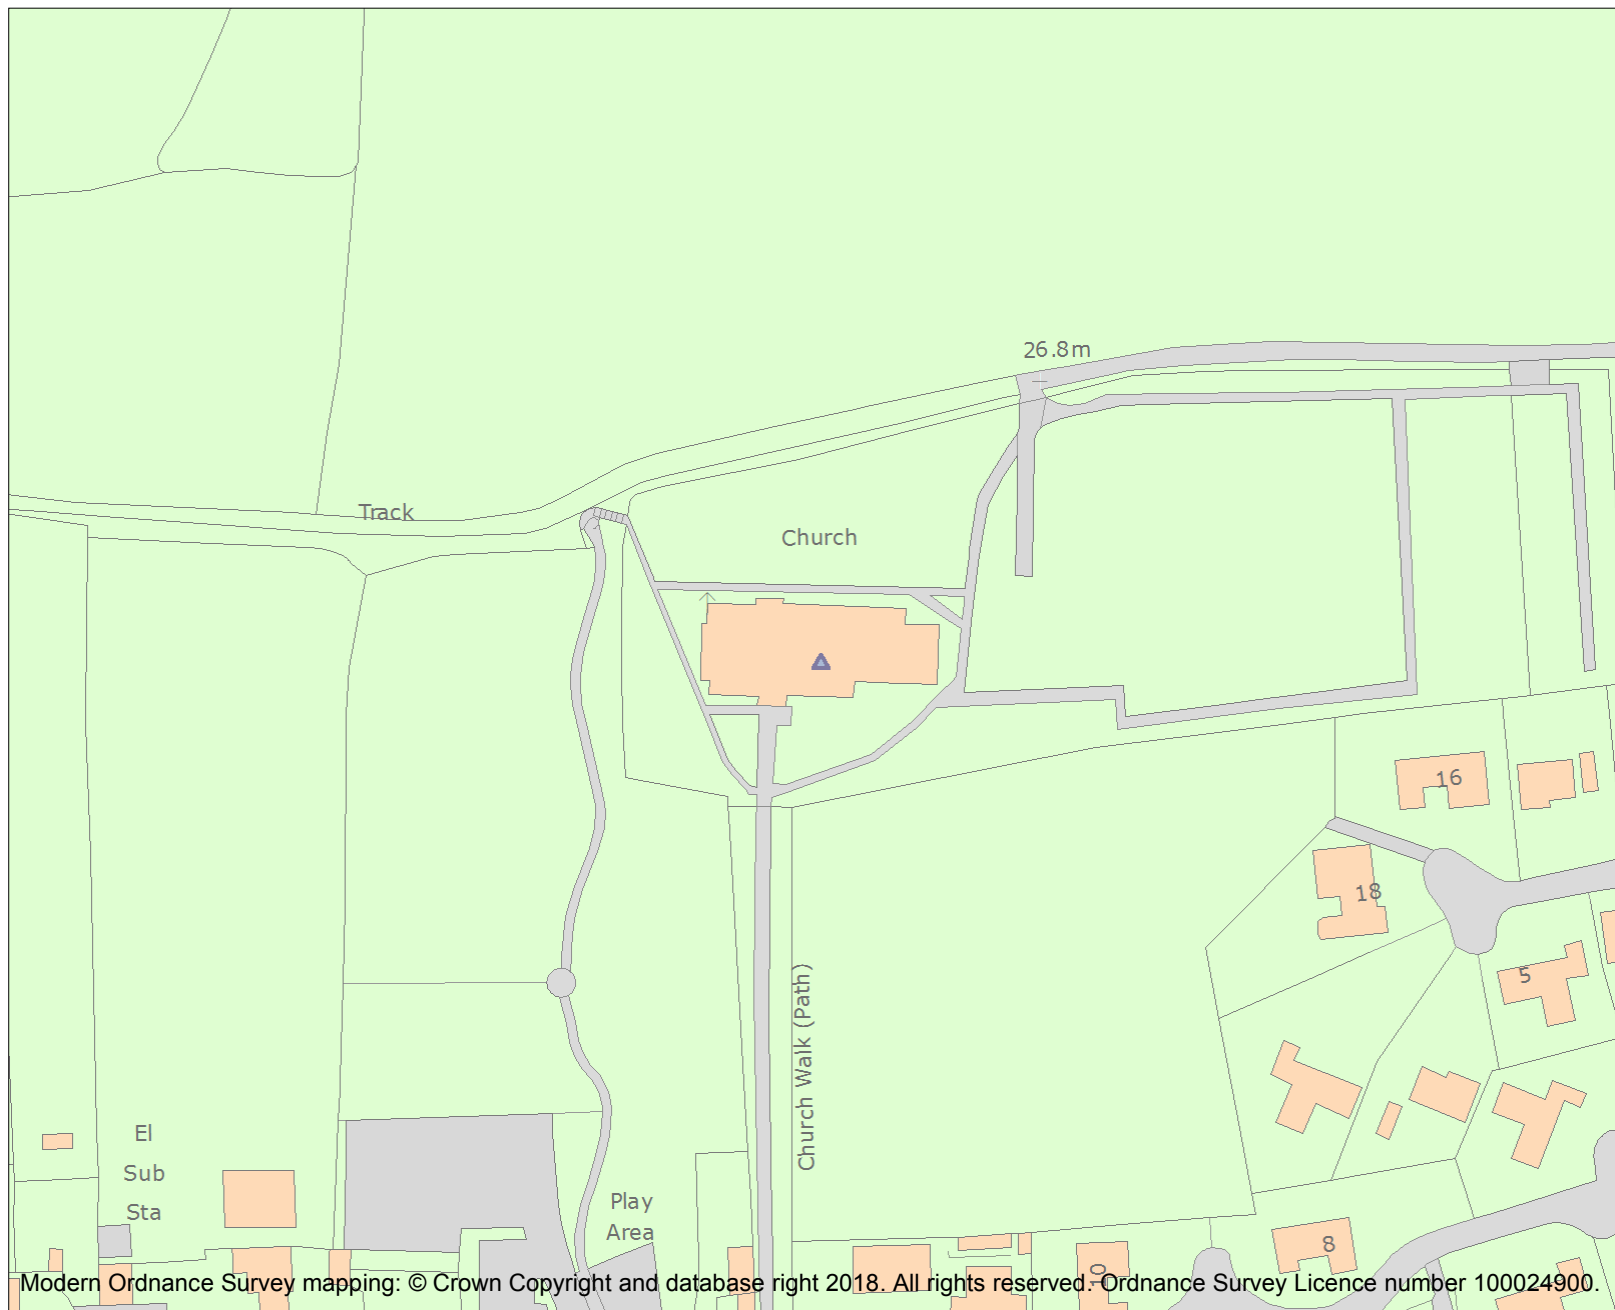 26.8m
Track
Church
16
18
5
Church Walk (Path)
El
Sub
Sta
Play
Area
8
10
Modern Ordnance Survey mapping: © Crown Copyright and database right 2018. All rights reserved. Ordnance Survey Licence number 100024900.